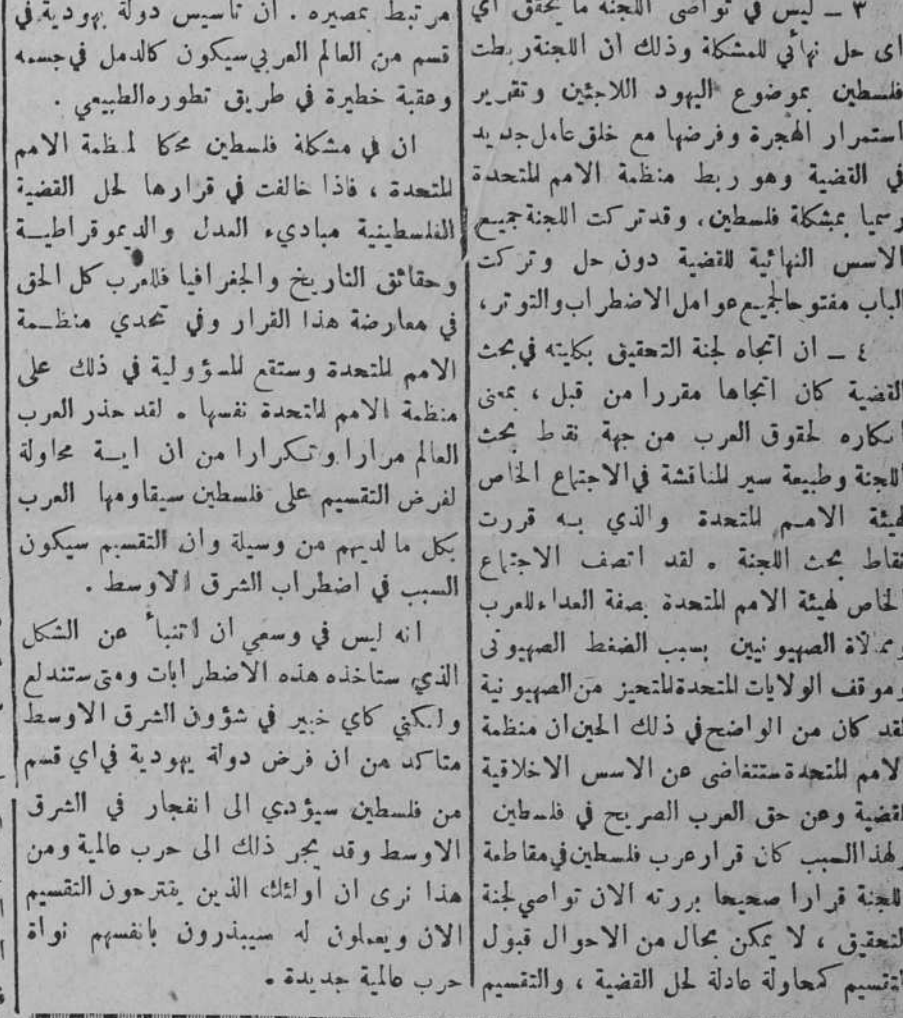 ٣ ـ ليس في تواصي اللجنة ما يحقق اي
اى حل نهائي للمشكلة وذلك ان اللجنة ربطت
فلسطين بموضوع اليهود اللاجئين وتقرير
استمرار الهجرة وفرضها مع خلق عامل جديد
في القضية وهو ربط منظمة الامم المتحدة
رسميا بمشكلة فلسطين، وقد تركت اللجنة جميع
الاسس النهائية للقضية دون حل وتركت
الباب مفتوحا لجميع عوامل الاضطراب والتوتر،
٤ ـ ان اتجاه لجنة التحقيق بكليته في بحث
القضية كان اتجاها مقررا من قبل ، بمعنى
انكاره لحقوق العرب من جهة نقاط بحث
اللجنة وطبيعة سير المناقشة في الاجتماع الخاص
لهيئة الامم المتحدة والذي به قررت
نقاط بحث اللجنة . لقد اتصف الاجتماع
الخاص لهيئة الامم المتحدة بصفة العداء للعرب
وممالاة الصهيونيين بسبب الضغط الصهيوني
وموقف الولايات المتحدة المتحيز من الصهيونية
لقد كان من الواضح في ذلك الحين ان منظمة
الامم المتحدة ستتغاضى عن الاسس الاخلاقية
للقضية وعن حق العرب الصريح في فلسطين
ولهذا السبب كان قرار عرب فلسطين في مقاطعة
اللجنة قرارا صحيحا بررته الان تواصي لجنة
التحقيق ، لا يمكن بحال من الاحوال قبول
التقسيم كمحاولة عادلة لحل القضية ، والتقسيم
مرتبط بمصيره . ان تأسيس دولة يهودية في
قسم من العالم العربي سيكون كالدمل في جسمه
وعقبة خطيرة في طريق تطوره الطبيعي .
ان في مشكلة فلسطين محكا لمنظمة الامم
المتحدة ، فاذا خالفت في قرارها لحل القضية
الفلسطينية مباديء العدل والديموقراطيـة
وحقائق التاريخ والجغرافيا فللعرب كل الحق
في معارضة هذا القرار وفي تحدي منظـمة
الامم المتحدة وستقع المسؤولية في ذلك على
منظمة الامم المتحدة نفسها . لقد حذر العرب
العالم مرارا وتكرارا من ان ايـة محاولة
لفرض التقسيم على فلسطين سيقاومها العرب
بكل ما لديهم من وسيلة وان التقسيم سيكون
السبب في اضطراب الشرق الاوسط .
انه ليس في وسعي ان اتنبأ عن الشكل
الذي ستاخذه هذه الاضطرابات ومتى ستندلع
ولكني كاي خبير في شؤون الشرق الاوسط
متاكد من ان فرض دولة يهودية في اي قسم
من فلسطين سيؤدي الى انفجار في الشرق
الاوسط وقد يجر ذلك الى حرب عالمية ومن
هذا نرى ان اولئك الذين يقترحون التقسيم
الان ويعملون له سيبذرون بانفسهم نواة
حرب عالمية جديدة .